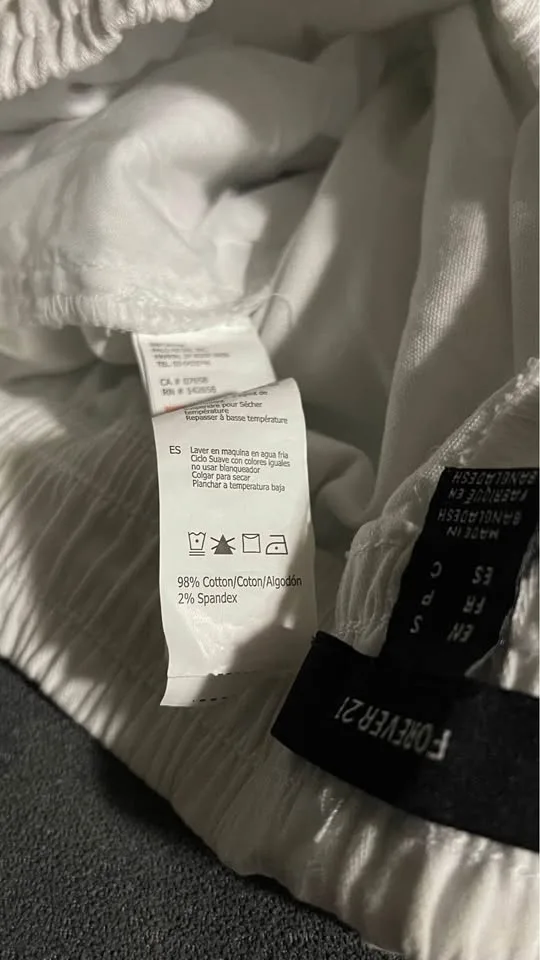 CA # 07658
RN #
pour Sécher
température
Repasser à basse température
ES Laver en maquina en agua fria
Ciclo Suave con colores iguales
no usar blanqueador
Colgar para secar
Planchar a temperatura baja
98% Cotton/Coton/Algodón
2% Spandex
FOREVER 21
EN S
FR P
ES C
MADE IN
BANGLADESH
FABRIQUÉ EN
BANGLADESH